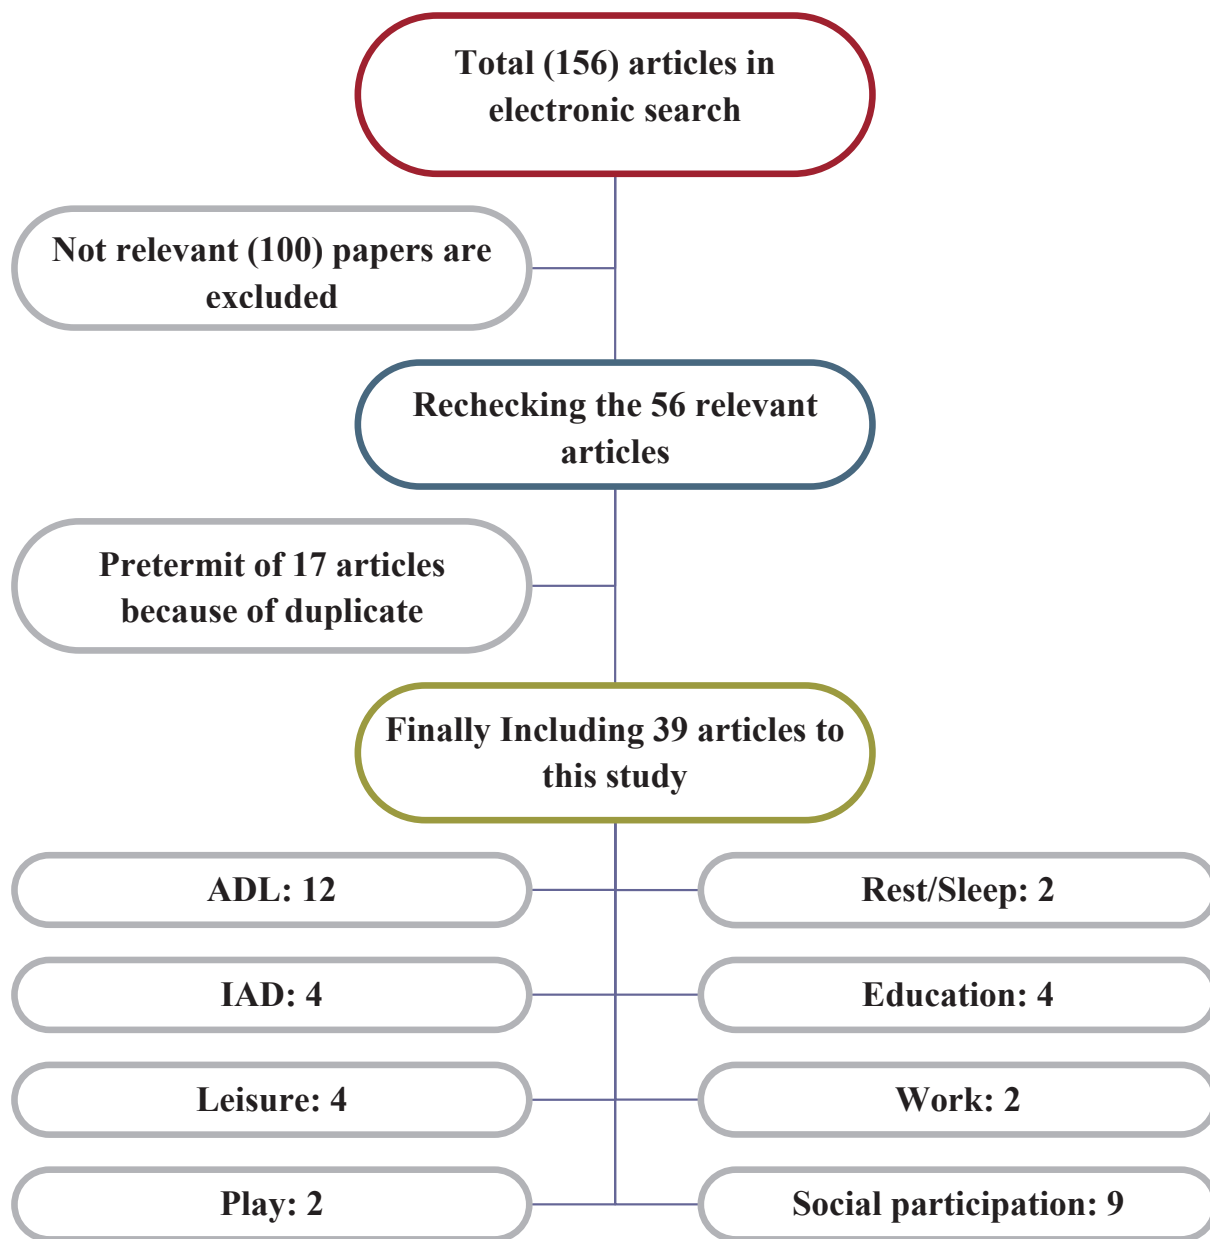 Total (156) articles in
electronic search
Not relevant (100) papers are
excluded
Rechecking the 56 relevant
articles
Pretermit of 17 articles
because of duplicate
Finally Including 39 articles to
this study
ADL: 12
Rest/Sleep: 2
IAD: 4
Education: 4
Leisure: 4
Work: 2
Play: 2
Social participation: 9